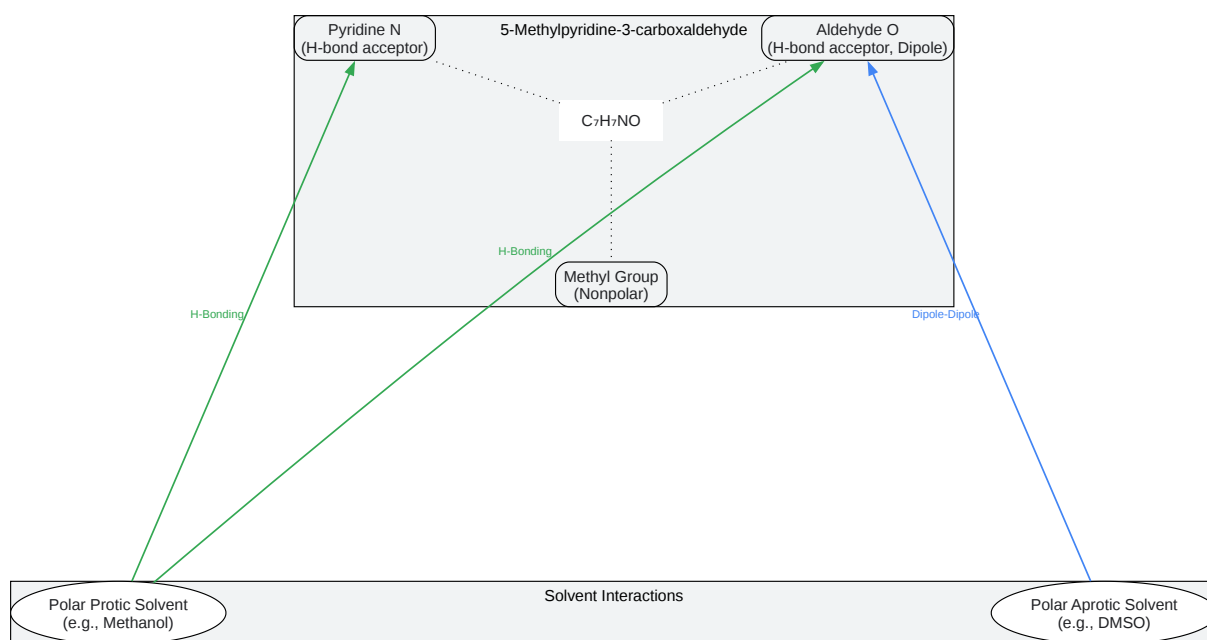 Pyridine N
(H-bond acceptor)
5-Methylpyridine-3-carboxaldehyde
Aldehyde O
(H-bond acceptor, Dipole)
C₇H₇NO
H-Bonding
Methyl Group
(Nonpolar)
H-Bonding
Dipole-Dipole
Solvent Interactions
Polar Protic Solvent
(e.g., Methanol)
Polar Aprotic Solvent
(e.g., DMSO)